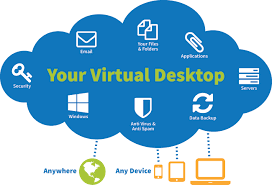 Email
Your Files
& Folders
Applications
Your Virtual Desktop
Security
Servers
Windows
Anti Virus &
Anti Spam
Data Backup
Anywhere
Any Device